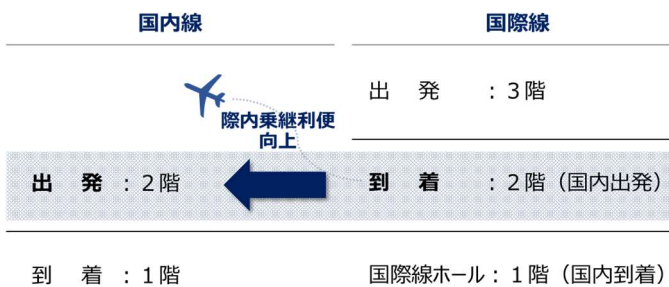 国内線
国際線
出 発 : 3階
際内乗継利便
向上
出 発 : 2階
到 着 : 2階（国内出発）
到 着 : 1階
国際線ホール : 1階（国内到着）